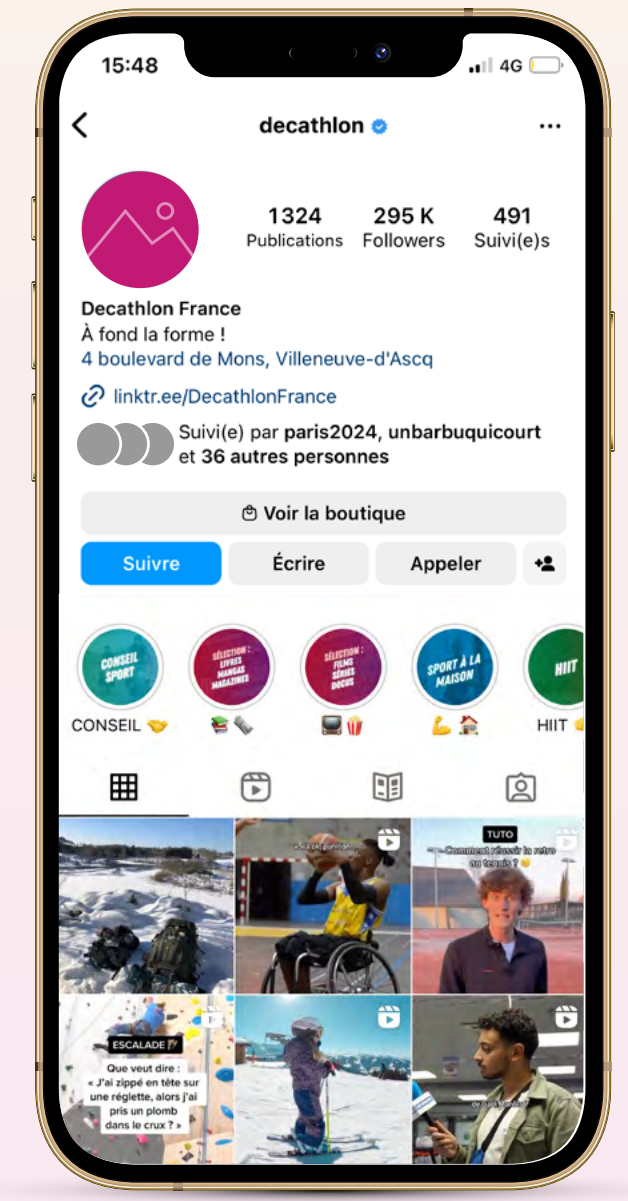 15:48
4G
decathlon
1324
295 K
491
Publications
Followers
Suivi(e)s
Decathlon France
À fond la forme !
4 boulevard de Mons, Villeneuve-d'Ascq
linktr.ee/DecathlonFrance
Suivi(e) par paris2024, unbarbuquicourt
et 36 autres personnes
Voir la boutique
Suivre
Écrire
Appeler
CONSEIL
SPORT
SÉLECTION :
LIVRES
MANGAS
MAGAZINES
SÉLECTION :
FILMS
SÉRIES
DOCUS
SPORT À LA
MAISON
HIIT
CONSEIL 🤝
📚🗞️
📺🍿
💪🏠
HIIT
TUTO
Comment réussir la retro
au tennis ?
ESCALADE
Que veut dire :
« J'ai zippé en tête sur
une réglette, alors j'ai
pris un plomb
dans le crux ? »